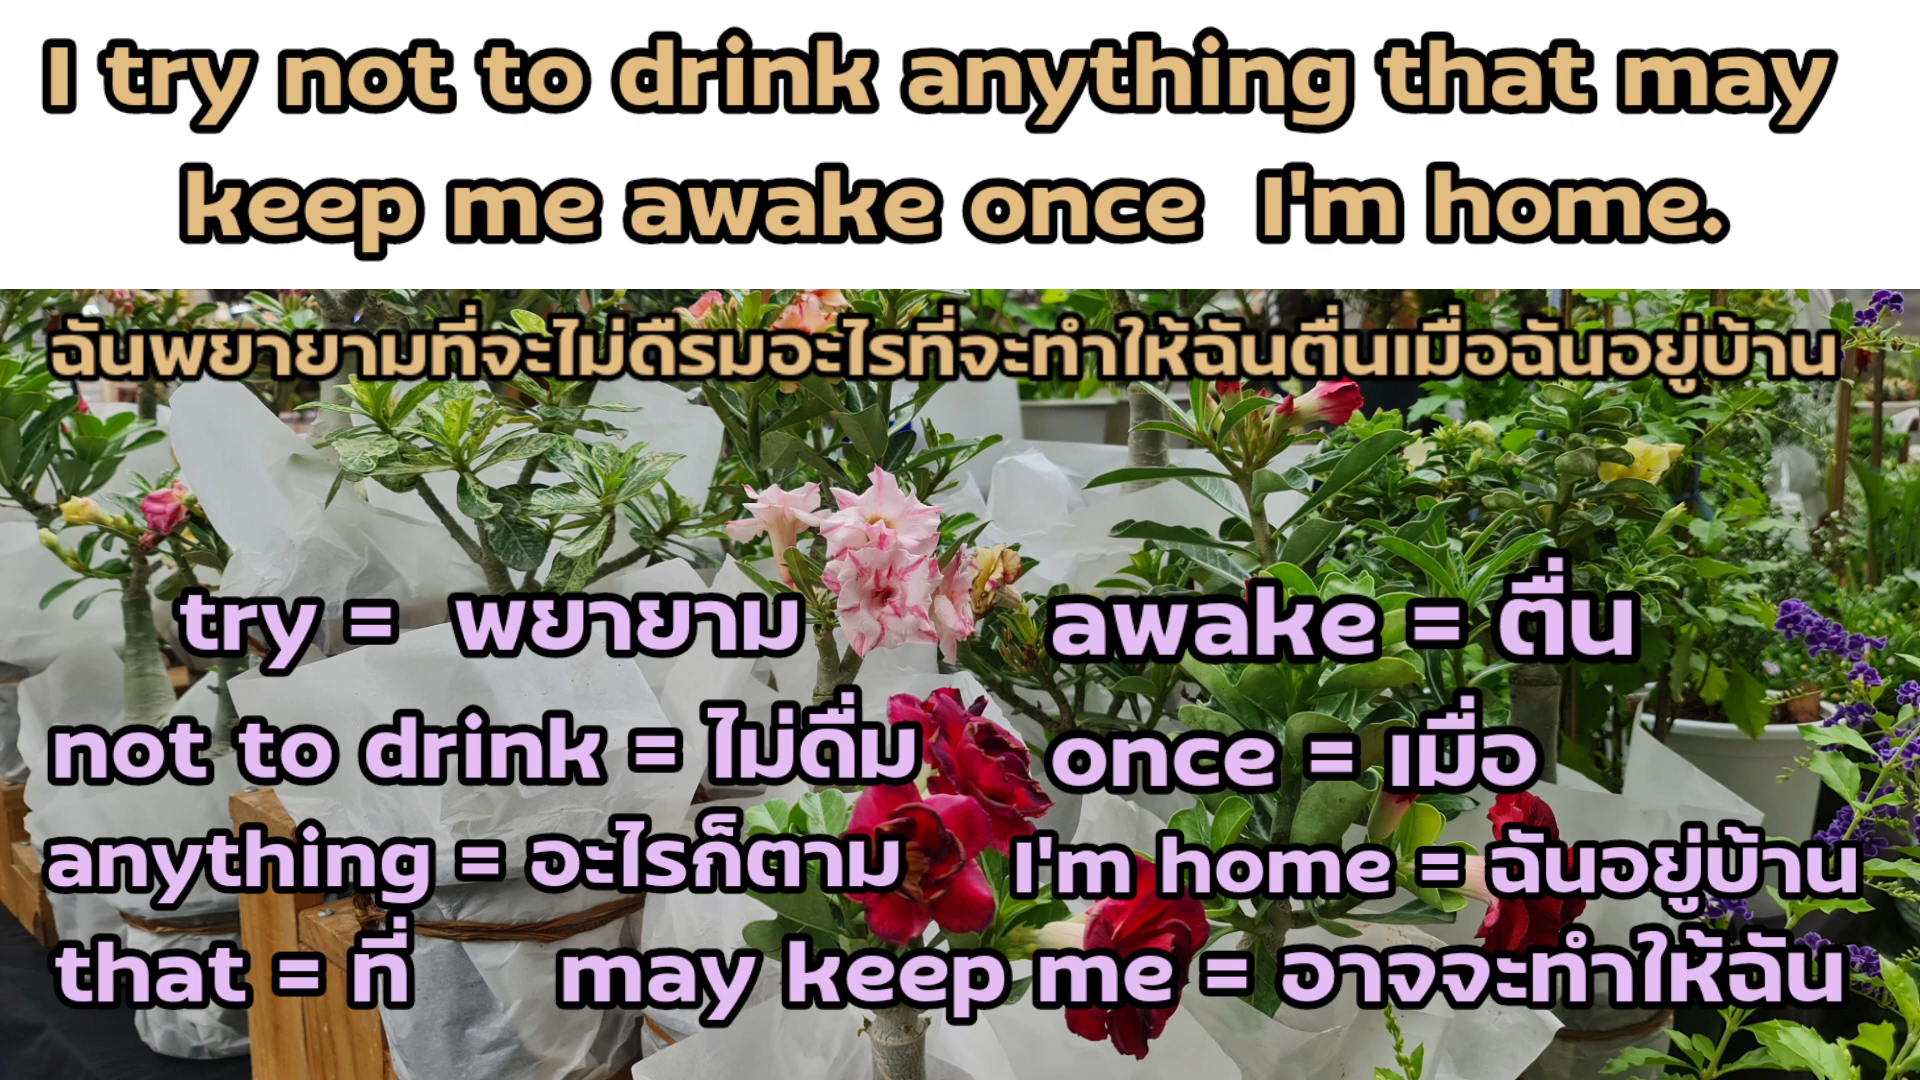 I try not to drink anything that may
keep me awake once I'm home.
ฉันพยายามที่จะไม่ดืรมอะไรที่จะทำให้ฉันตื่นเมื่อฉันอยู่บ้าน
try = พยายาม
awake = ตื่น
not to drink = ไม่ดื่ม
once = เมื่อ
anything = อะไรก็ตาม
I'm home = ฉันอยู่บ้าน
that = ที่
may keep me = อาจจะทำให้ฉัน